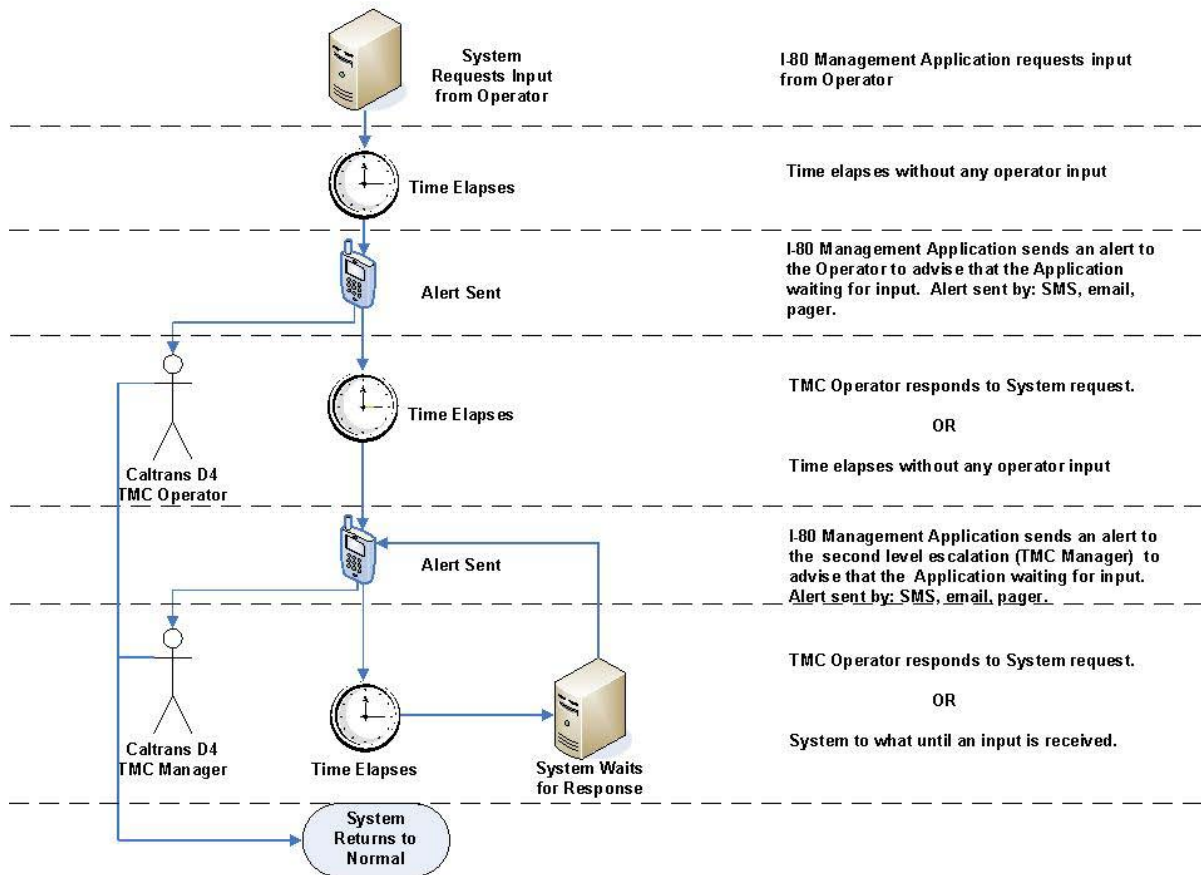 System
Requests Input
from Operator
I-80 Management Application requests input
from Operator
Time Elapses
Time elapses without any operator input
Alert Sent
I-80 Management Application sends an alert to
the Operator to advise that the Application
waiting for input. Alert sent by: SMS, email,
pager.
Caltrans D4
TMC Operator
Time Elapses
TMC Operator responds to System request.
OR
Time elapses without any operator input
Alert Sent
I-80 Management Application sends an alert to
the second level escalation (TMC Manager) to
advise that the Application waiting for input.
Alert sent by: SMS, email, pager.
Caltrans D4
TMC Manager
Time Elapses
System Waits
for Response
TMC Operator responds to System request.
OR
System to what until an input is received.
System
Returns to
Normal